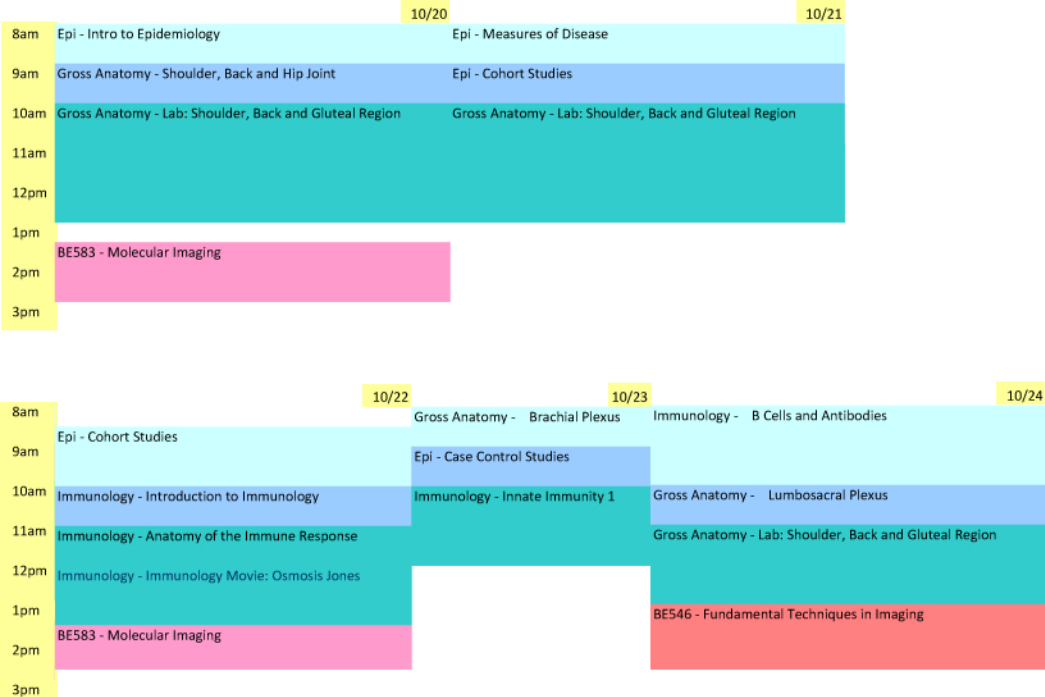 10/20 10/21
8am Epi - Intro to Epidemiology Epi - Measures of Disease
9am Gross Anatomy - Shoulder, Back and Hip Joint Epi - Cohort Studies
10am Gross Anatomy - Lab: Shoulder, Back and Gluteal Region Gross Anatomy - Lab: Shoulder, Back and Gluteal Region
11am
12pm
1pm
BE583 - Molecular Imaging
2pm
3pm
10/22 10/23 10/24
8am Gross Anatomy - Brachial Plexus Immunology - B Cells and Antibodies
Epi - Cohort Studies
9am Epi - Case Control Studies
10am Immunology - Introduction to Immunology Immunology - Innate Immunity 1 Gross Anatomy - Lumbosacral Plexus
11am Immunology - Anatomy of the Immune Response Gross Anatomy - Lab: Shoulder, Back and Gluteal Region
12pm Immunology - Immunology Movie: Osmosis Jones
1pm BE546 - Fundamental Techniques in Imaging
BE583 - Molecular Imaging
2pm
3pm